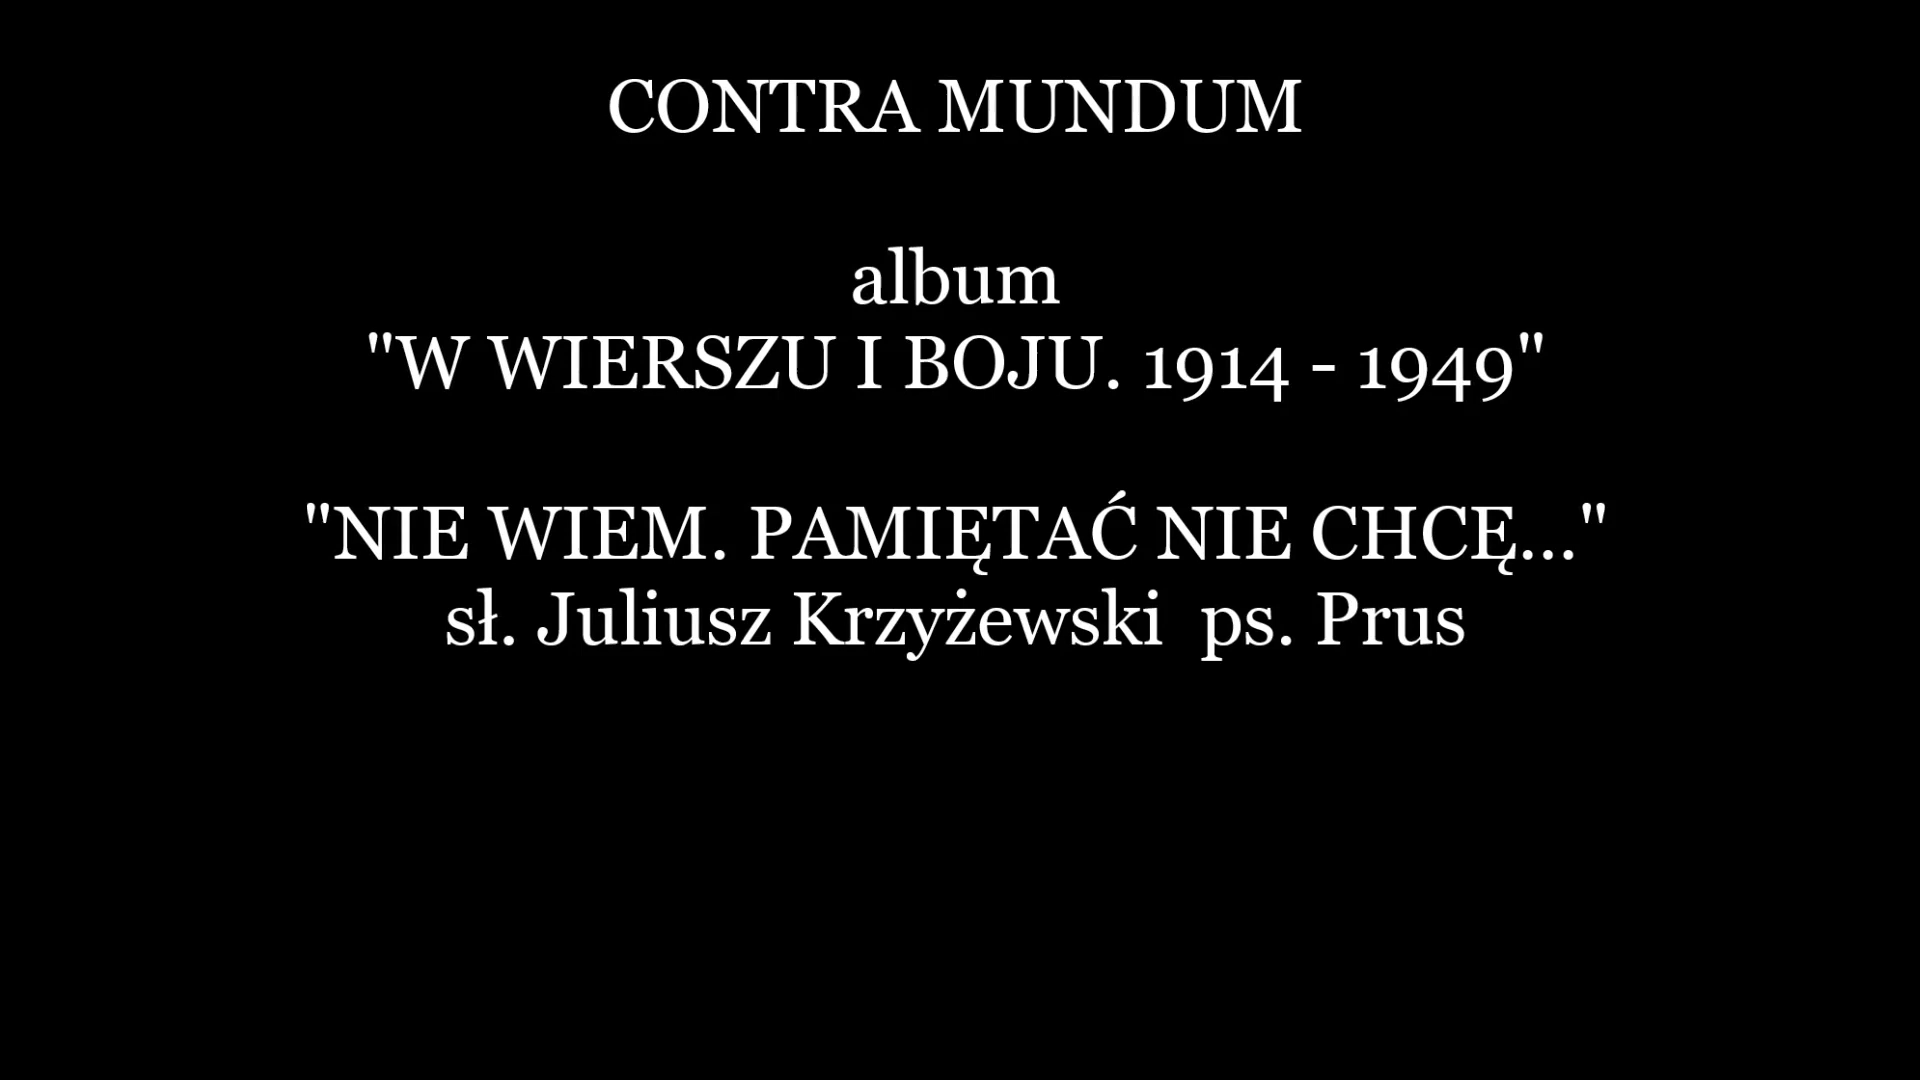 CONTRA MUNDUM
album
"W WIERSZU I BOJU. 1914 - 1949"
"NIE WIEM. PAMIĘTAĆ NIE CHCĘ..."
sł. Juliusz Krzyżewski  ps. Prus